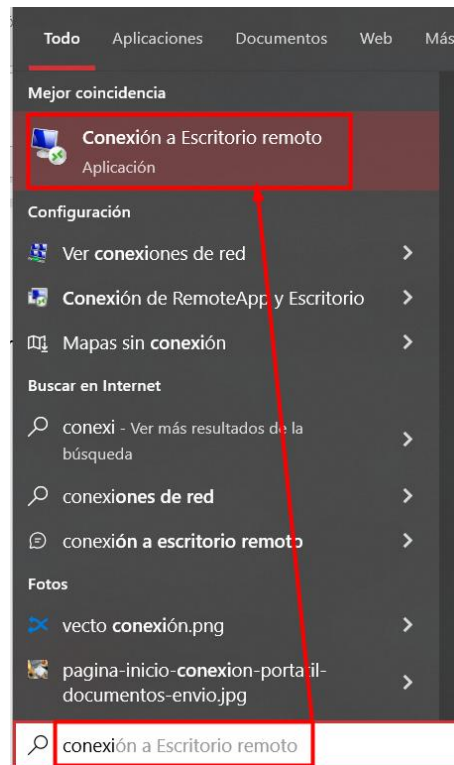 Todo Aplicaciones Documentos Web Más
Mejor coincidencia
Conexión a Escritorio remoto
Aplicación
Configuración
Ver conexiones de red
Conexión de RemoteApp y Escritorio
Mapas sin conexión
Buscar en Internet
conexi - Ver más resultados de la
búsqueda
conexiones de red
conexión a escritorio remoto
Fotos
vecto conexión.png
pagina-inicio-conexion-portatil-
documentos-envio.jpg
conexión a Escritorio remoto